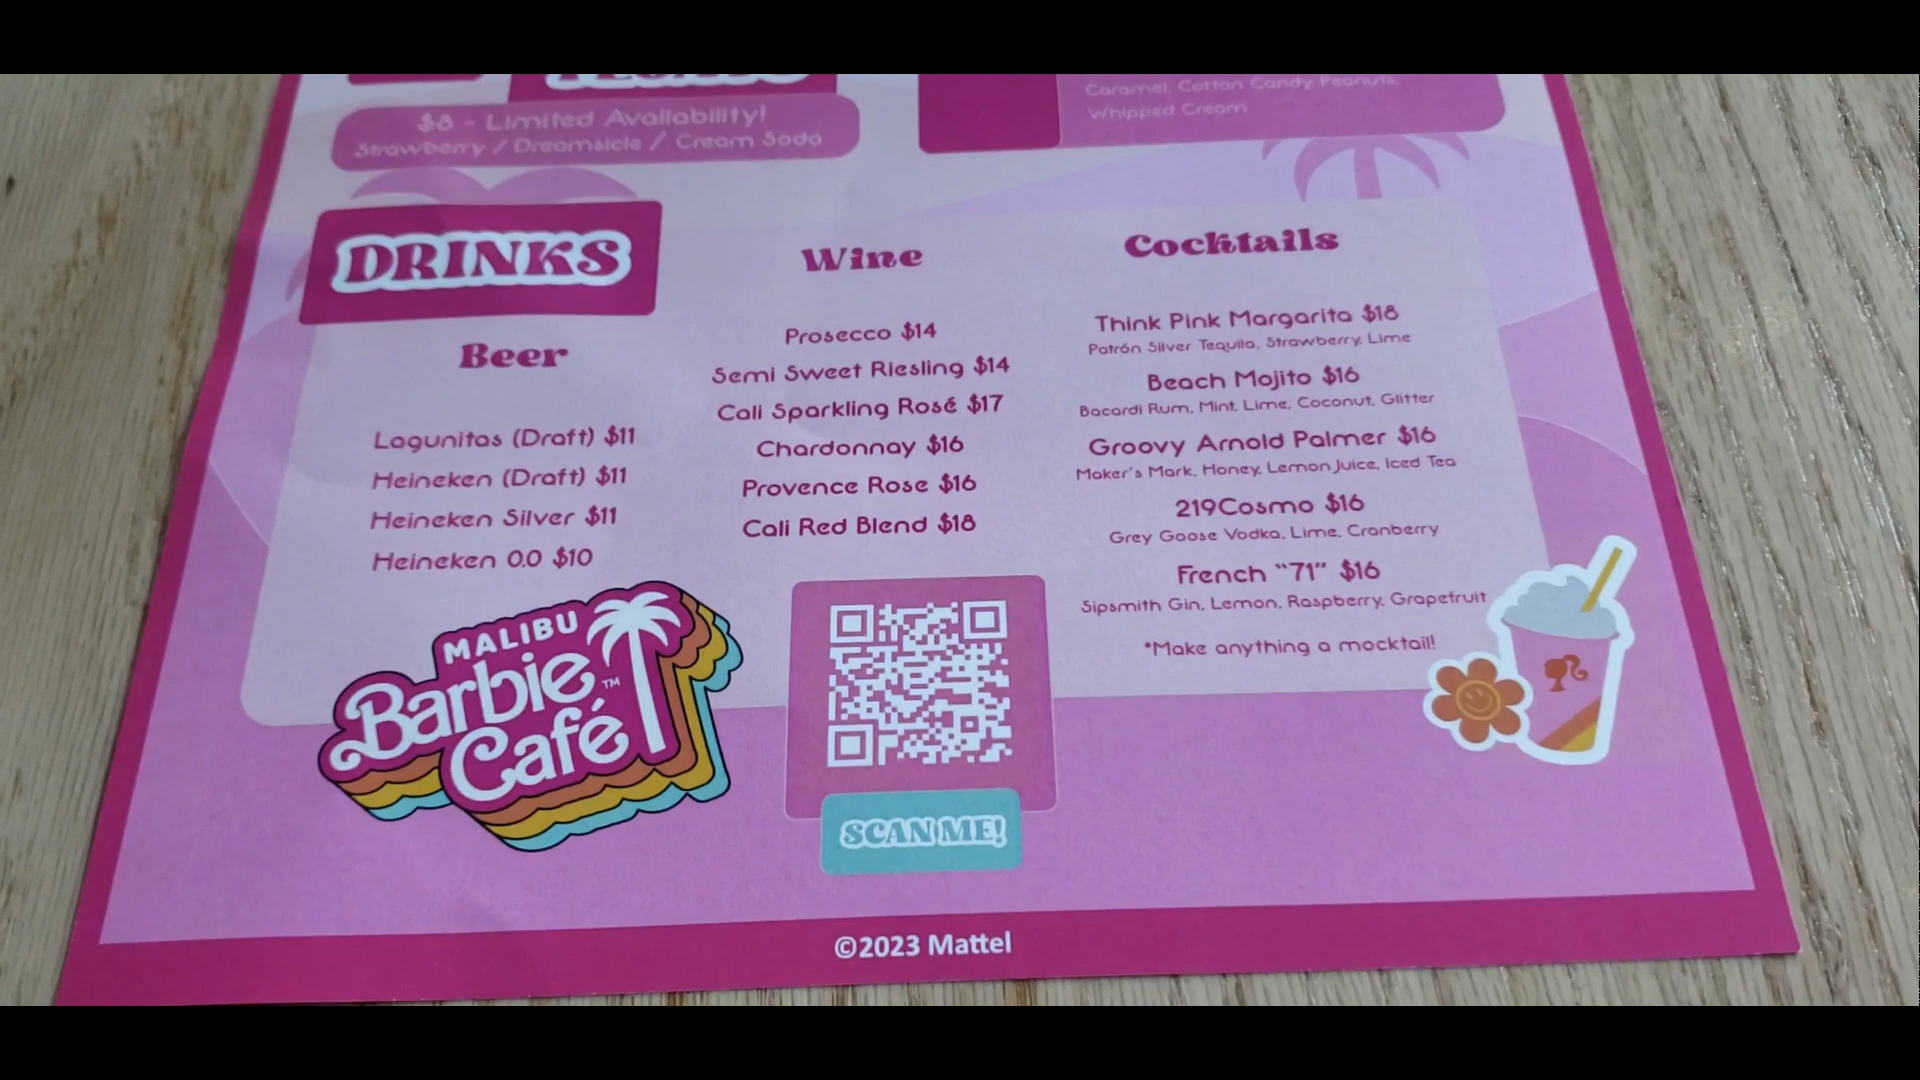 $8 - Limited Availability!
Strawberry / Dreamsicle / Cream Soda
Caramel, Cotton Candy, Peanuts,
Whipped Cream
DRINKS
Beer
Lagunitas (Draft) $11
Heineken (Draft) $11
Heineken Silver $11
Heineken 0.0 $10
Wine
Prosecco $14
Semi Sweet Riesling $14
Cali Sparkling Rosé $17
Chardonnay $16
Provence Rose $16
Cali Red Blend $18
Cocktails
Think Pink Margarita $18
Patrón Silver Tequila, Strawberry, Lime
Beach Mojito $16
Bacardi Rum, Mint, Lime, Coconut, Glitter
Groovy Arnold Palmer $16
Maker's Mark, Honey, Lemon Juice, Iced Tea
219Cosmo $16
Grey Goose Vodka, Lime, Cranberry
French "71" $16
Sipsmith Gin, Lemon, Raspberry, Grapefruit
*Make anything a mocktail!
MALIBU
Barbie™
Café
SCAN ME!
©2023 Mattel